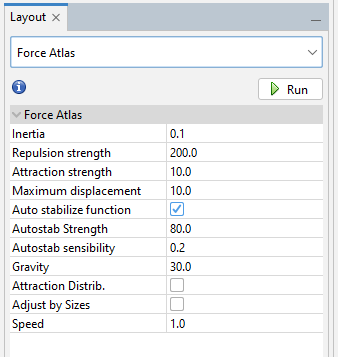 Layout
Force Atlas
Run
Force Atlas
Inertia 0.1
Repulsion strength 200.0
Attraction strength 10.0
Maximum displacement 10.0
Auto stabilize function
Autostab Strength 80.0
Autostab sensibility 0.2
Gravity 30.0
Attraction Distrib.
Adjust by Sizes
Speed 1.0